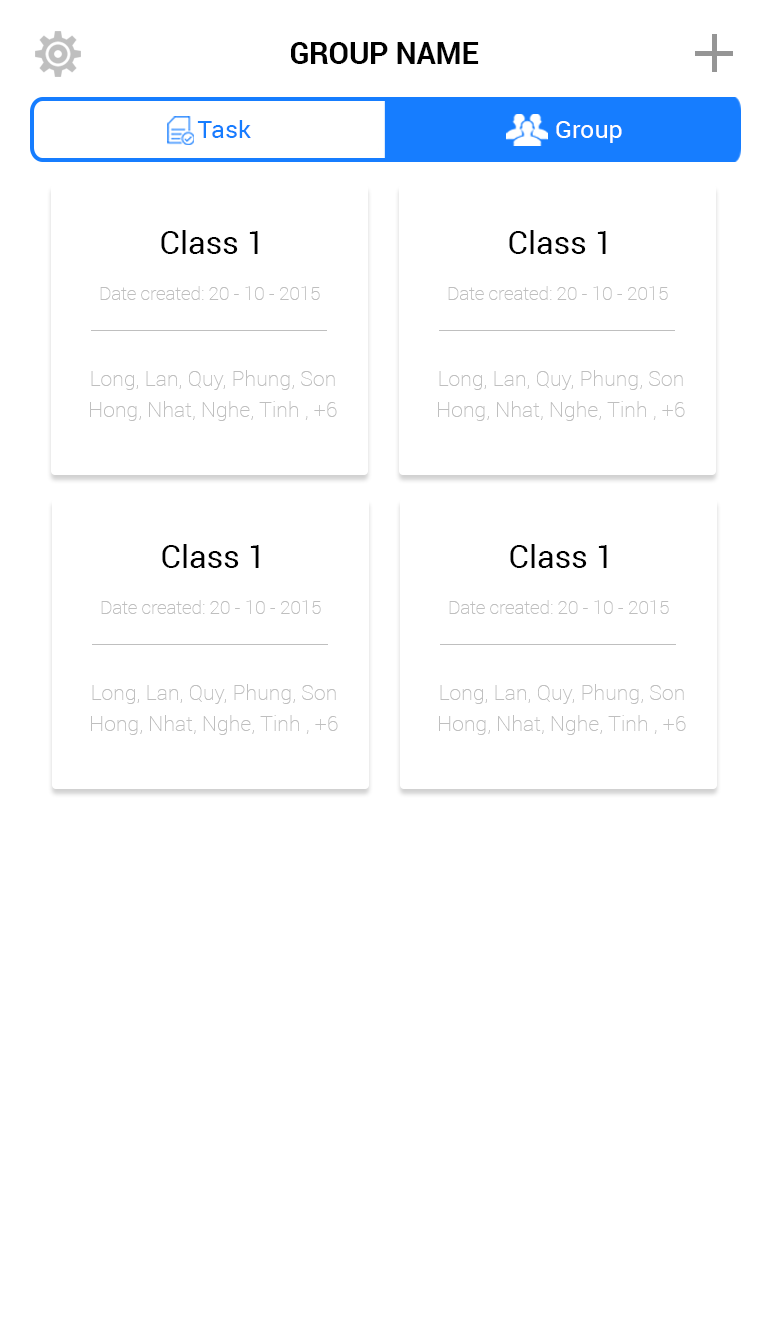 GROUP NAME
Task
Group
Class 1
Date created: 20 - 10 - 2015
Long, Lan, Quy, Phung, Son
Hong, Nhat, Nghe, Tinh , +6
Class 1
Date created: 20 - 10 - 2015
Long, Lan, Quy, Phung, Son
Hong, Nhat, Nghe, Tinh , +6
Class 1
Date created: 20 - 10 - 2015
Long, Lan, Quy, Phung, Son
Hong, Nhat, Nghe, Tinh , +6
Class 1
Date created: 20 - 10 - 2015
Long, Lan, Quy, Phung, Son
Hong, Nhat, Nghe, Tinh , +6